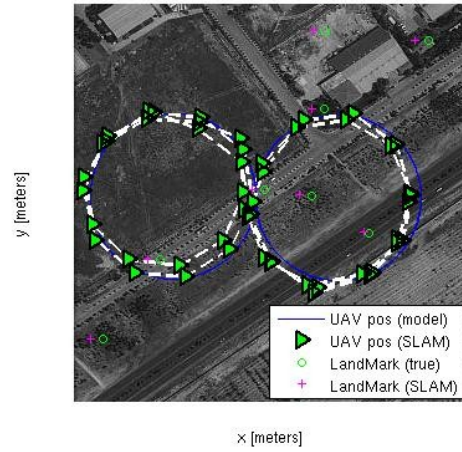 y [meters]
UAV pos (model)
UAV pos (SLAM)
LandMark (true)
LandMark (SLAM)
x [meters]